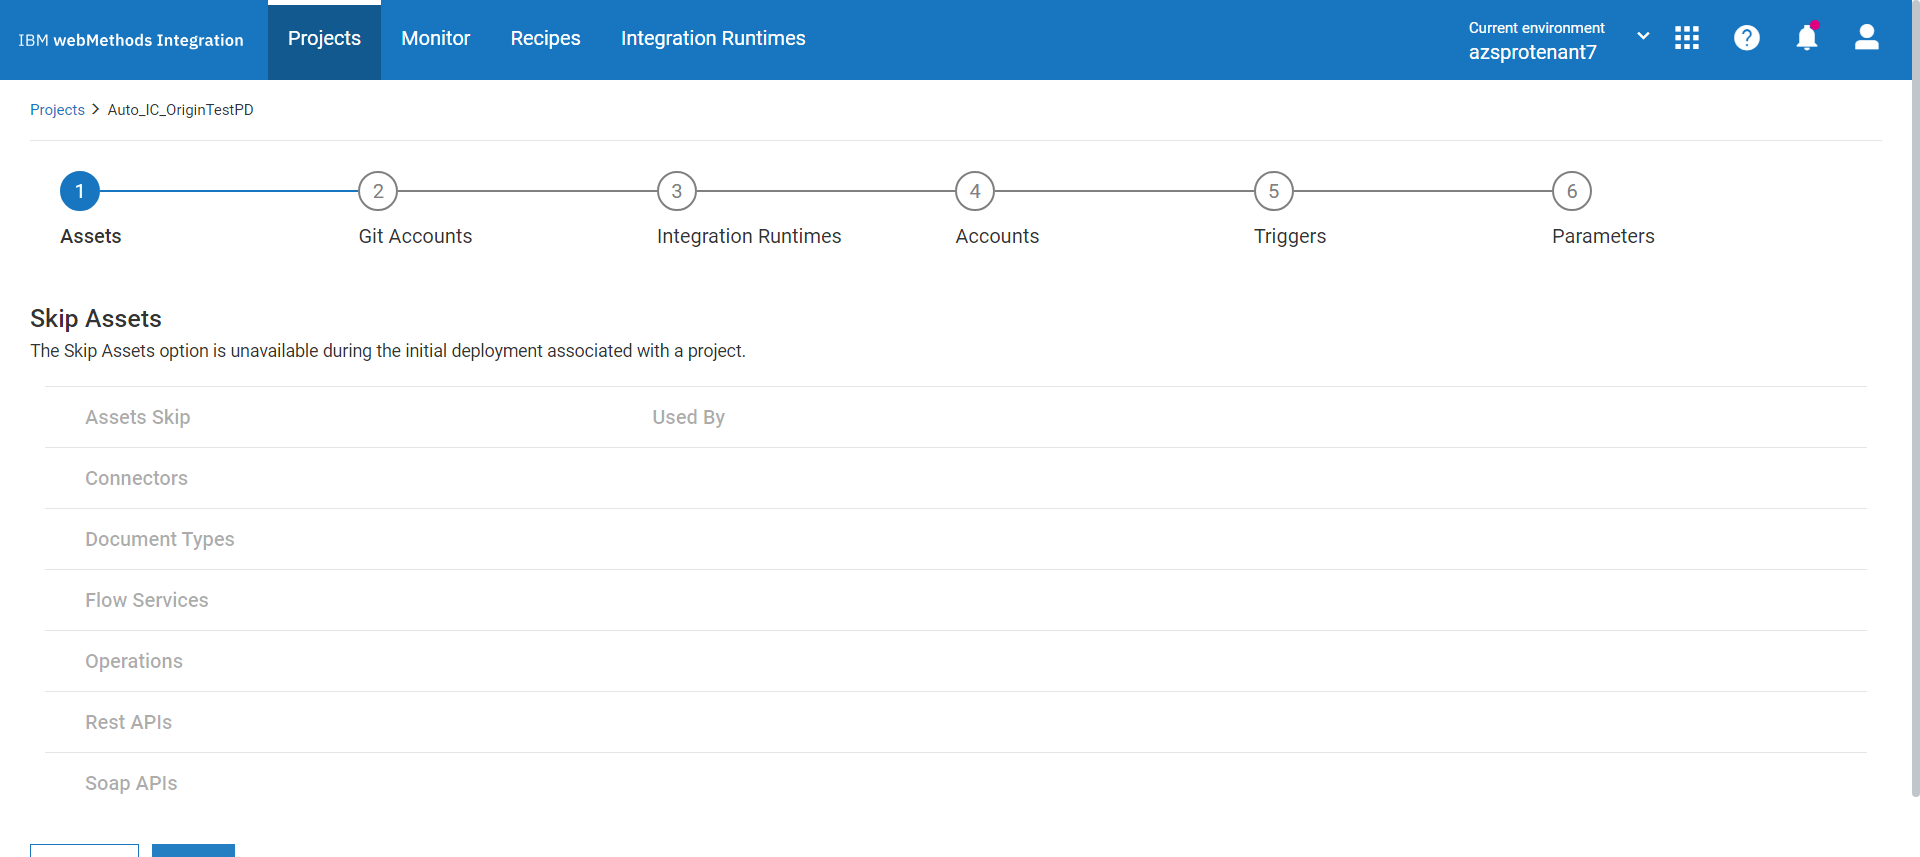 IBM webMethods Integration
Projects Monitor Recipes Integration Runtimes
Current environment
azsprotenant7
?
Projects > Auto_IC_OriginTestPD
1 2 3 4 5 6
Assets Git Accounts Integration Runtimes Accounts Triggers Parameters
Skip Assets
The Skip Assets option is unavailable during the initial deployment associated with a project.
Assets Skip Used By
Connectors
Document Types
Flow Services
Operations
Rest APIs
Soap APIs